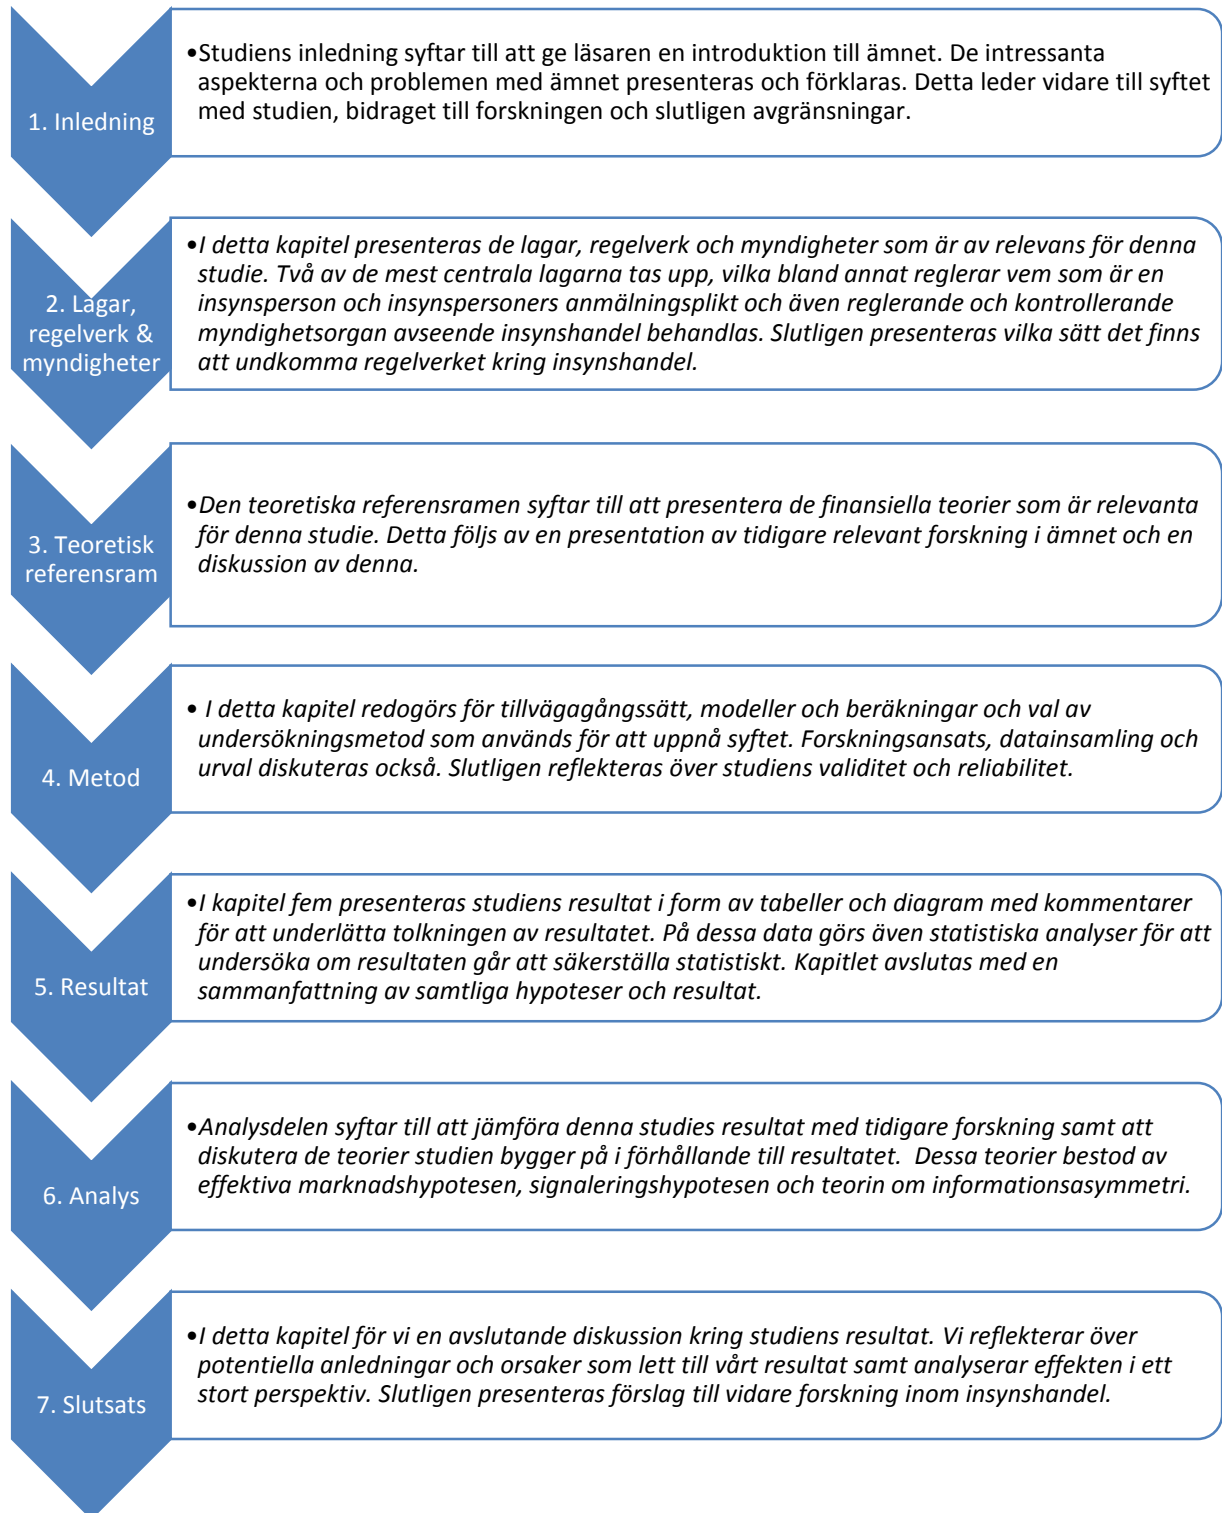 1. Inledning
•Studiens inledning syftar till att ge läsaren en introduktion till ämnet. De intressanta
aspekterna och problemen med ämnet presenteras och förklaras. Detta leder vidare till syftet
med studien, bidraget till forskningen och slutligen avgränsningar.
2. Lagar,
regelverk &
myndigheter
•I detta kapitel presenteras de lagar, regelverk och myndigheter som är av relevans för denna
studie. Två av de mest centrala lagarna tas upp, vilka bland annat reglerar vem som är en
insynsperson och insynspersoners anmälningsplikt och även reglerande och kontrollerande
myndighetsorgan avseende insynshandel behandlas. Slutligen presenteras vilka sätt det finns
att undkomma regelverket kring insynshandel.
3. Teoretisk
referensram
•Den teoretiska referensramen syftar till att presentera de finansiella teorier som är relevanta
för denna studie. Detta följs av en presentation av tidigare relevant forskning i ämnet och en
diskussion av denna.
4. Metod
• I detta kapitel redogörs för tillvägagångssätt, modeller och beräkningar och val av
undersökningsmetod som används för att uppnå syftet. Forskningsansats, datainsamling och
urval diskuteras också. Slutligen reflekteras över studiens validitet och reliabilitet.
5. Resultat
•I kapitel fem presenteras studiens resultat i form av tabeller och diagram med kommentarer
för att underlätta tolkningen av resultatet. På dessa data görs även statistiska analyser för att
undersöka om resultaten går att säkerställa statistiskt. Kapitlet avslutas med en
sammanfattning av samtliga hypoteser och resultat.
6. Analys
•Analysdelen syftar till att jämföra denna studies resultat med tidigare forskning samt att
diskutera de teorier studien bygger på i förhållande till resultatet.  Dessa teorier bestod av
effektiva marknadshypotesen, signaleringshypotesen och teorin om informationsasymmetri.
7. Slutsats
•I detta kapitel för vi en avslutande diskussion kring studiens resultat. Vi reflekterar över
potentiella anledningar och orsaker som lett till vårt resultat samt analyserar effekten i ett
stort perspektiv. Slutligen presenteras förslag till vidare forskning inom insynshandel.